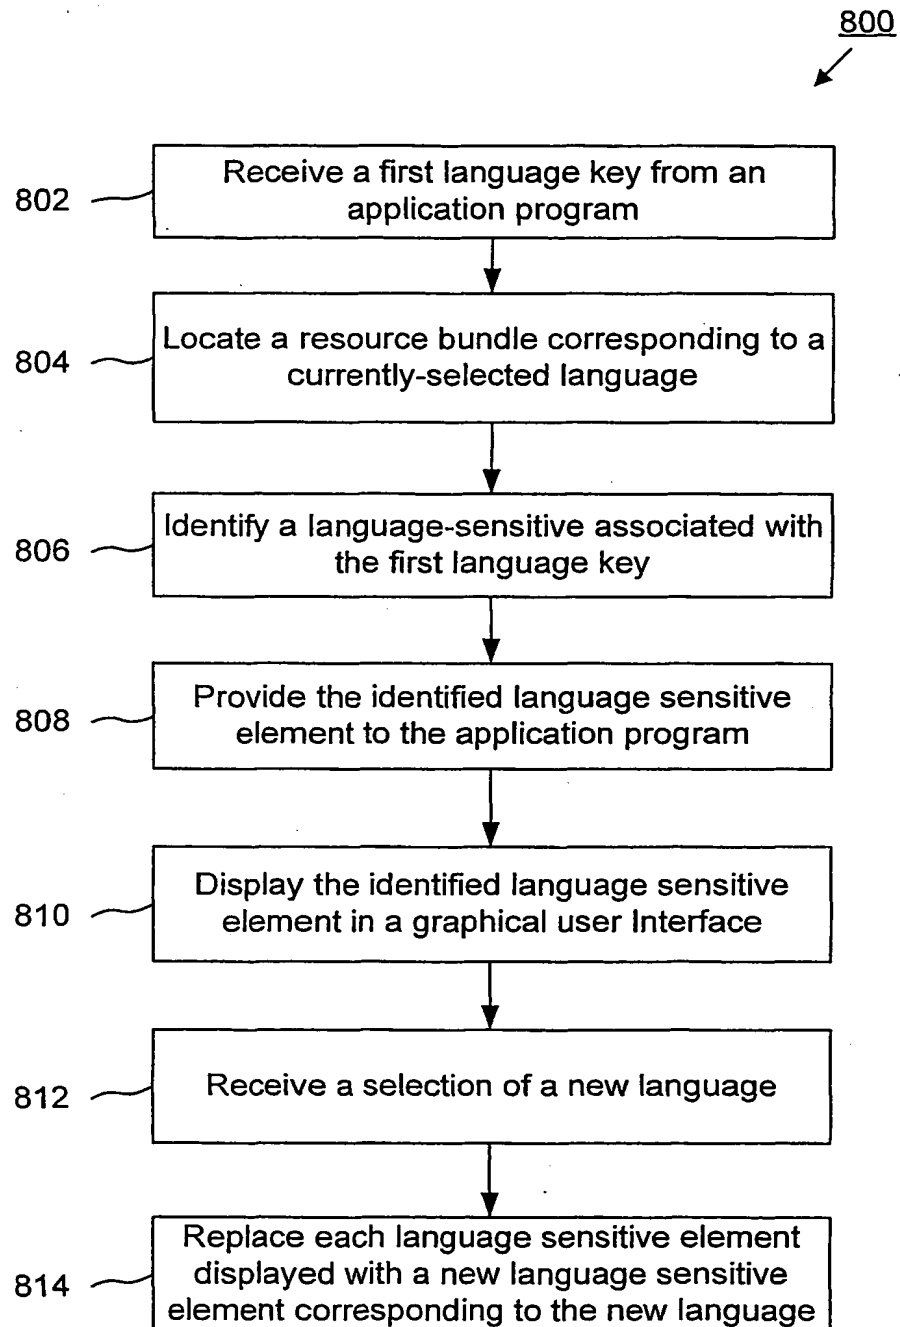 800
802
Receive a first language key from an
application program
804
Locate a resource bundle corresponding to a
currently-selected language
806
Identify a language-sensitive associated with
the first language key
808
Provide the identified language sensitive
element to the application program
810
Display the identified language sensitive
element in a graphical user Interface
812
Receive a selection of a new language
814
Replace each language sensitive element
displayed with a new language sensitive
element corresponding to the new language